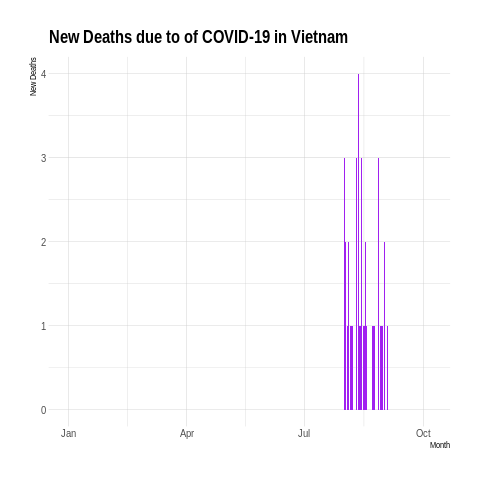 New Deaths due to of COVID-19 in Vietnam
New Deaths
4
3
2
1
0
Jan Apr Jul Oct
Month